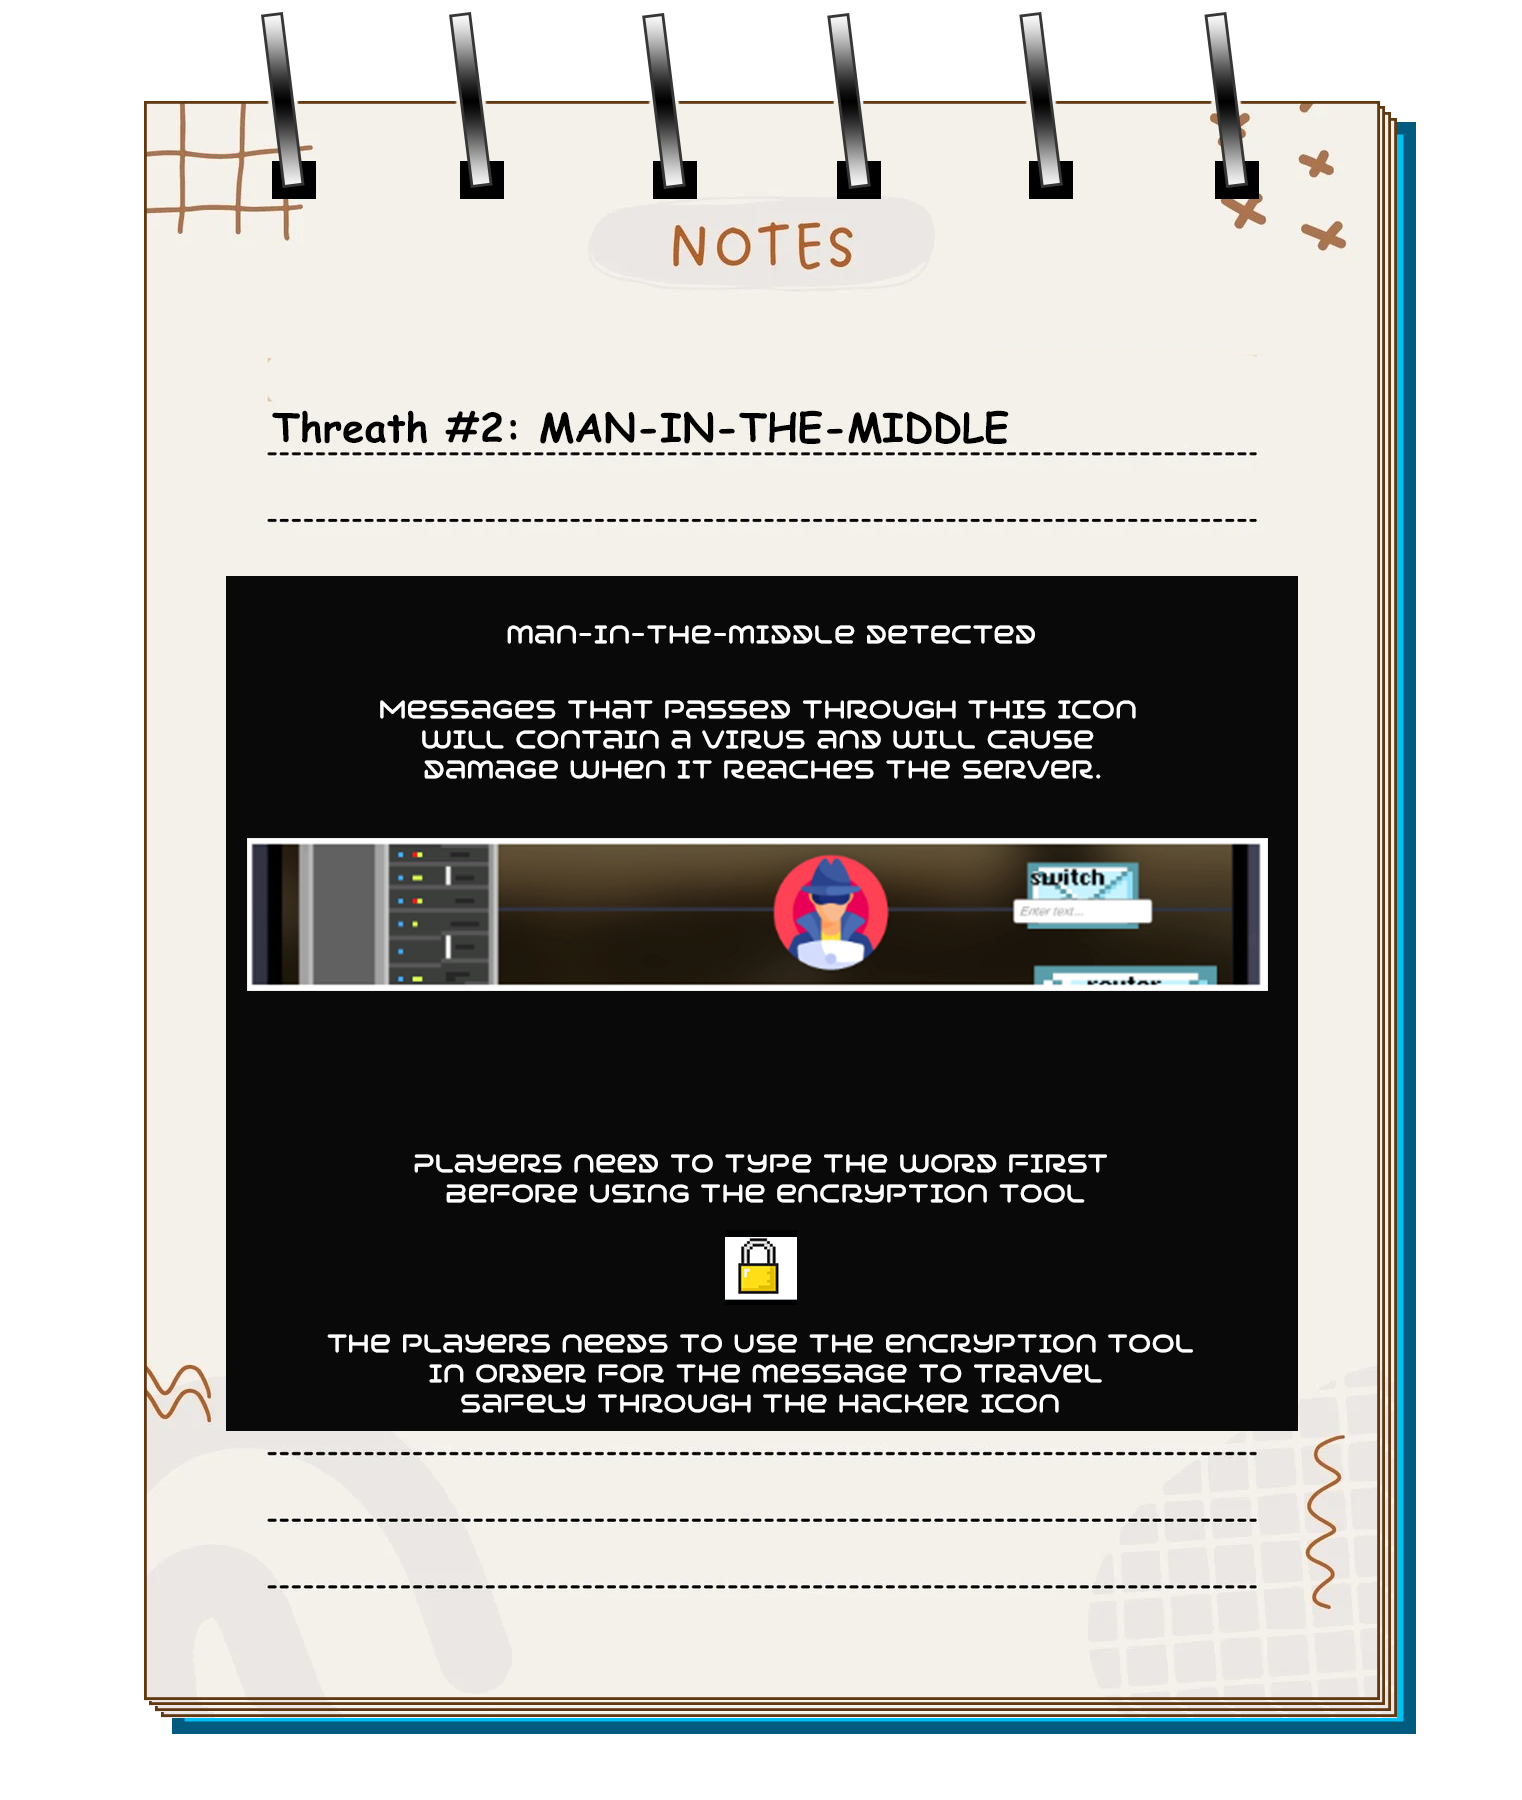 NOTES
Threath #2: MAN-IN-THE-MIDDLE
MAN-IN-THE-MIDDLE DETECTED
MESSAGES THAT PASSED THROUGH THIS ICON
WILL CONTAIN A VIRUS AND WILL CAUSE
DAMAGE WHEN IT REACHES THE SERVER.
switch
Enter text...
router
PLAYERS NEED TO TYPE THE WORD FIRST
BEFORE USING THE ENCRYPTION TOOL
THE PLAYERS NEEDS TO USE THE ENCRYPTION TOOL
IN ORDER FOR THE MESSAGE TO TRAVEL
SAFELY THROUGH THE HACKER ICON